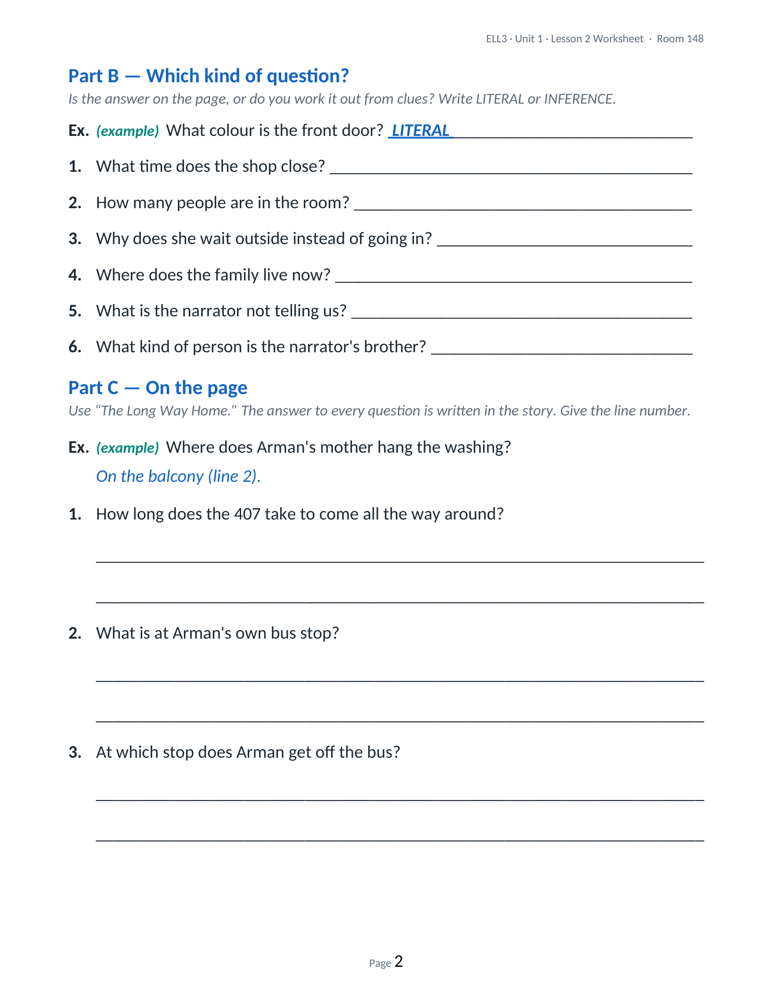 ELL3 · Unit 1 · Lesson 2 Worksheet · Room 148
Part B — Which kind of question?
Is the answer on the page, or do you work it out from clues? Write LITERAL or INFERENCE.
Ex. (example) What colour is the front door? LITERAL
1. What time does the shop close?
2. How many people are in the room?
3. Why does she wait outside instead of going in?
4. Where does the family live now?
5. What is the narrator not telling us?
6. What kind of person is the narrator's brother?
Part C — On the page
Use “The Long Way Home.” The answer to every question is written in the story. Give the line number.
Ex. (example) Where does Arman's mother hang the washing?
On the balcony (line 2).
1. How long does the 407 take to come all the way around?
2. What is at Arman's own bus stop?
3. At which stop does Arman get off the bus?
Page 2